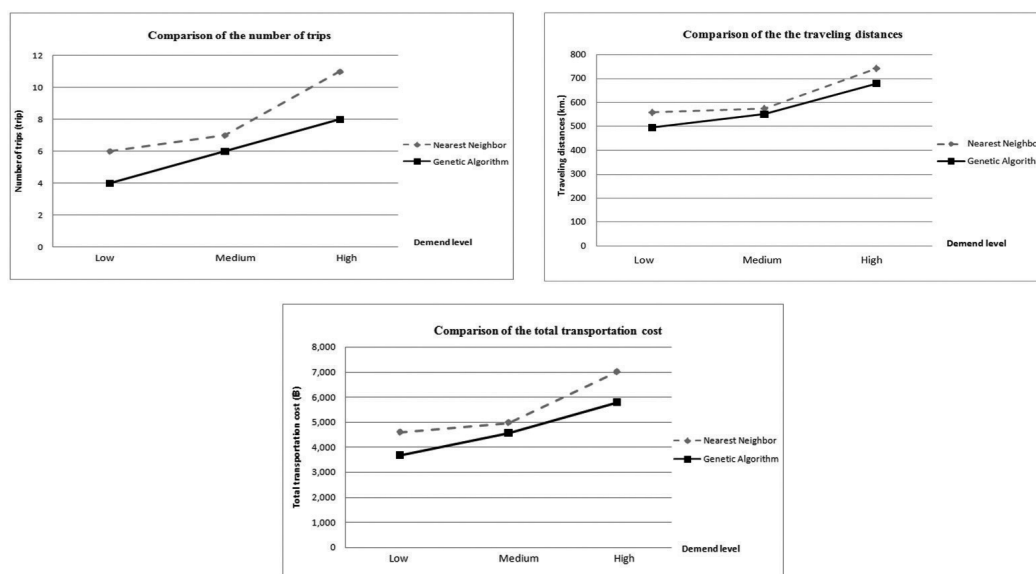 Comparison of the number of trips
12
10
8
6
4
2
0
Number of trips (trip)
Low
Medium
High
Demend level
Nearest Neighbor
Genetic Algorithm
Comparison of the the traveling distances
800
700
600
500
400
300
200
100
0
Traveling distances (km.)
Low
Medium
High
Demend level
Nearest Neighbor
Genetic Algorithm
Comparison of the total transportation cost
8,000
7,000
6,000
5,000
4,000
3,000
2,000
1,000
0
Total transportation cost (฿)
Low
Medium
High
Demend level
Nearest Neighbor
Genetic Algorithm